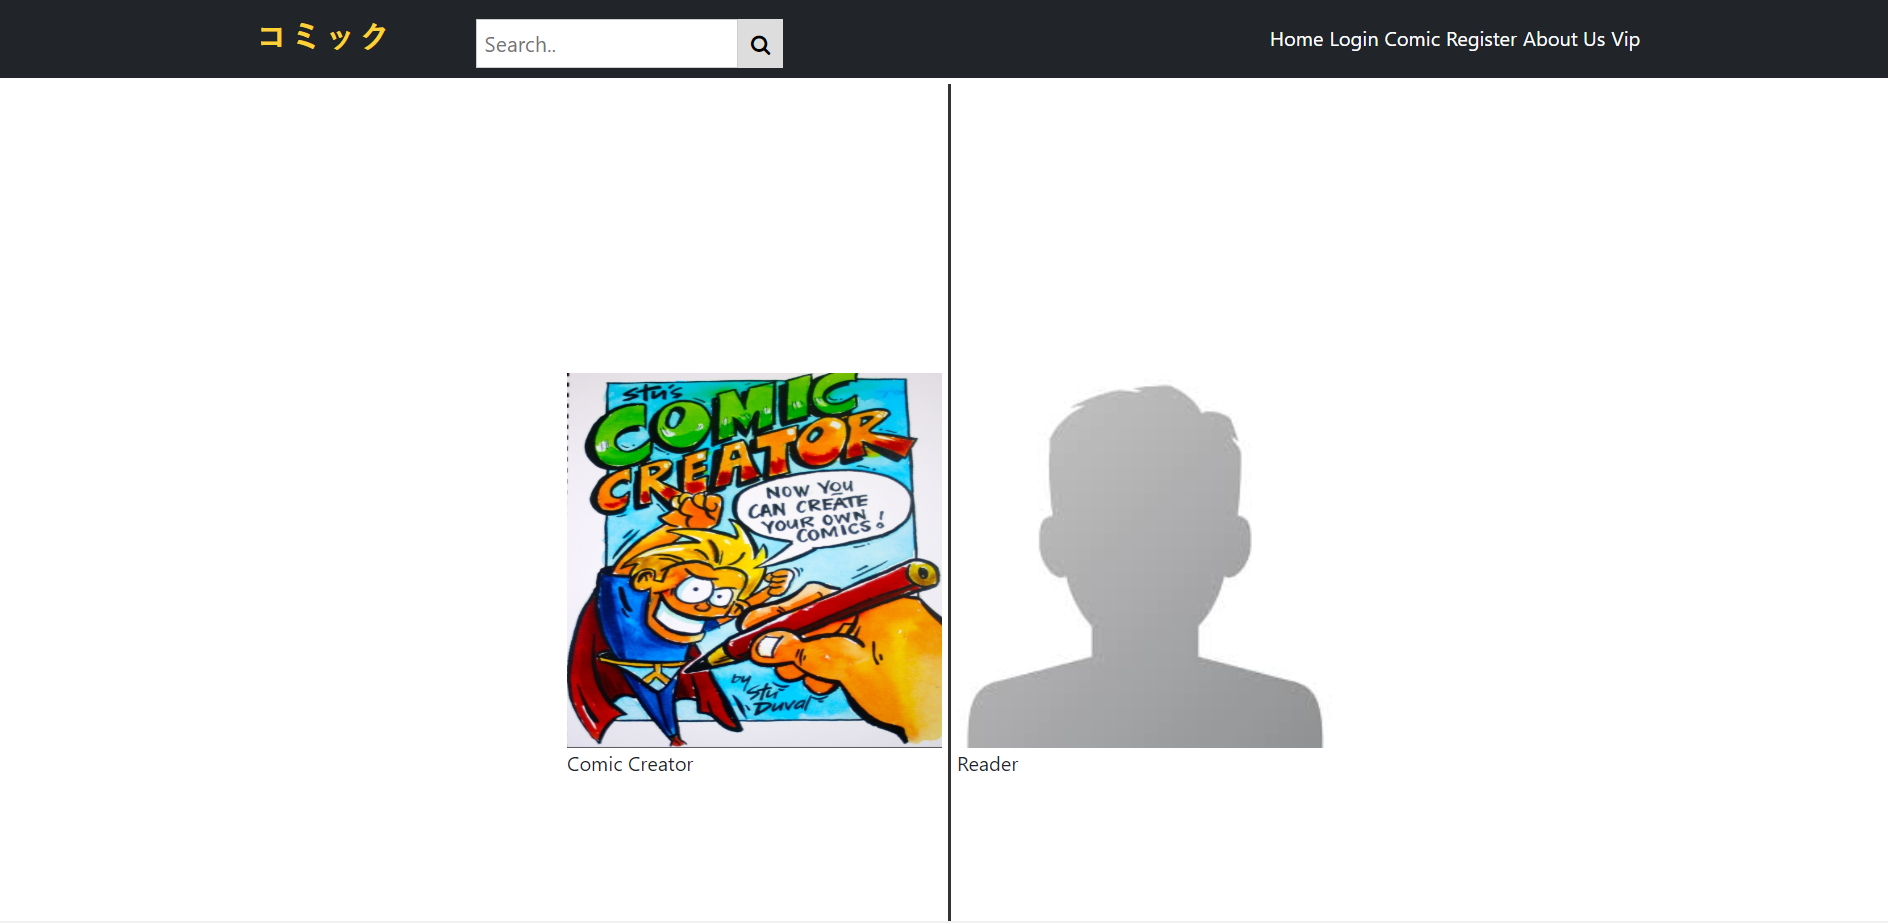 コミック
Search..
Home Login Comic Register About Us Vip
Stu's
COMIC
CREATOR
NOW YOU
CAN CREATE
YOUR OWN
COMICS!
by
Stu
Duval
Comic Creator
Reader